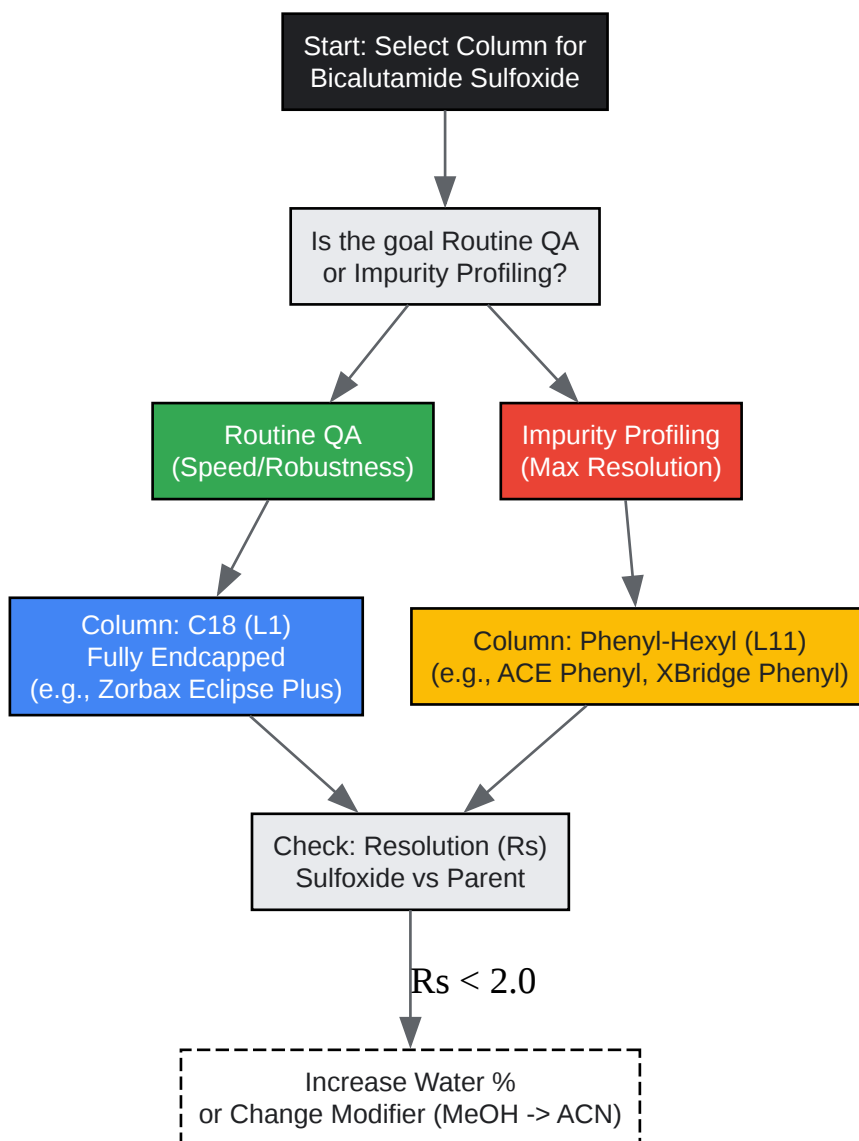 Start: Select Column for
Bicalutamide Sulfoxide
Is the goal Routine QA
or Impurity Profiling?
Routine QA
(Speed/Robustness)
Impurity Profiling
(Max Resolution)
Column: C18 (L1)
Fully Endcapped
(e.g., Zorbax Eclipse Plus)
Column: Phenyl-Hexyl (L11)
(e.g., ACE Phenyl, XBridge Phenyl)
Check: Resolution (Rs)
Sulfoxide vs Parent
Rs < 2.0
Increase Water %
or Change Modifier (MeOH -> ACN)